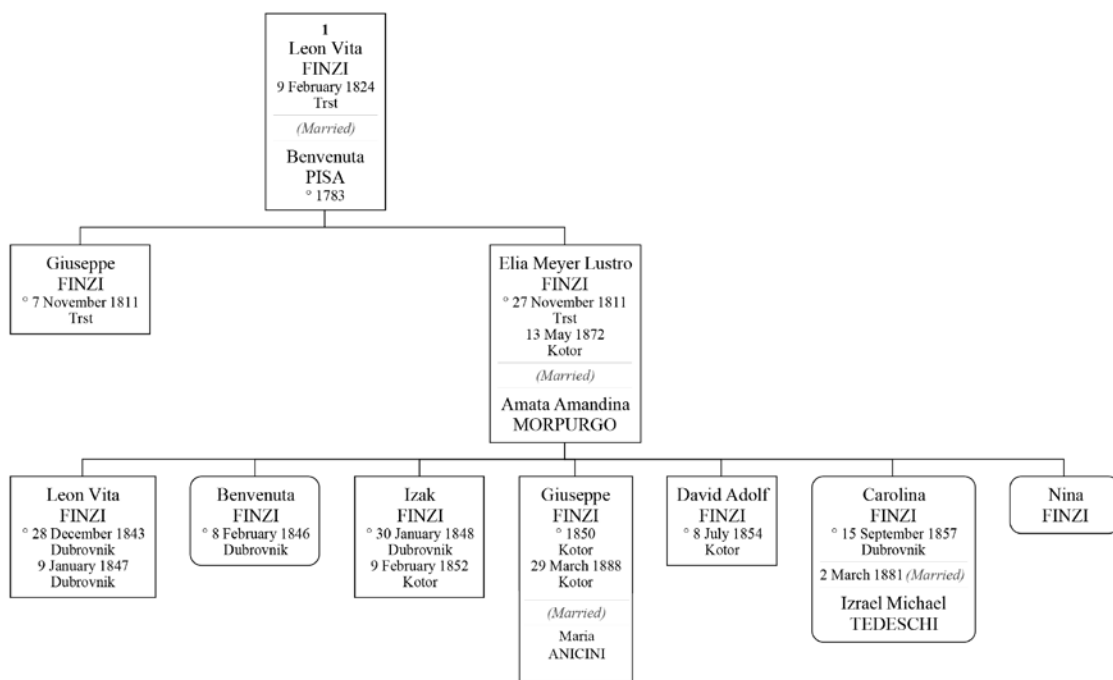 1
Leon Vita
FINZI
9 February 1824
Trst
(Married)
Benvenuta
PISA
° 1783
Giuseppe
FINZI
° 7 November 1811
Trst
Elia Meyer Lustro
FINZI
° 27 November 1811
Trst
13 May 1872
Kotor
(Married)
Amata Amandina
MORPURGO
Leon Vita
FINZI
° 28 December 1843
Dubrovnik
9 January 1847
Dubrovnik
Benvenuta
FINZI
° 8 February 1846
Dubrovnik
Izak
FINZI
° 30 January 1848
Dubrovnik
9 February 1852
Kotor
Giuseppe
FINZI
° 1850
Kotor
29 March 1888
Kotor
(Married)
Maria
ANICINI
David Adolf
FINZI
° 8 July 1854
Kotor
Carolina
FINZI
° 15 September 1857
Dubrovnik
2 March 1881 (Married)
Izrael Michael
TEDESCHI
Nina
FINZI